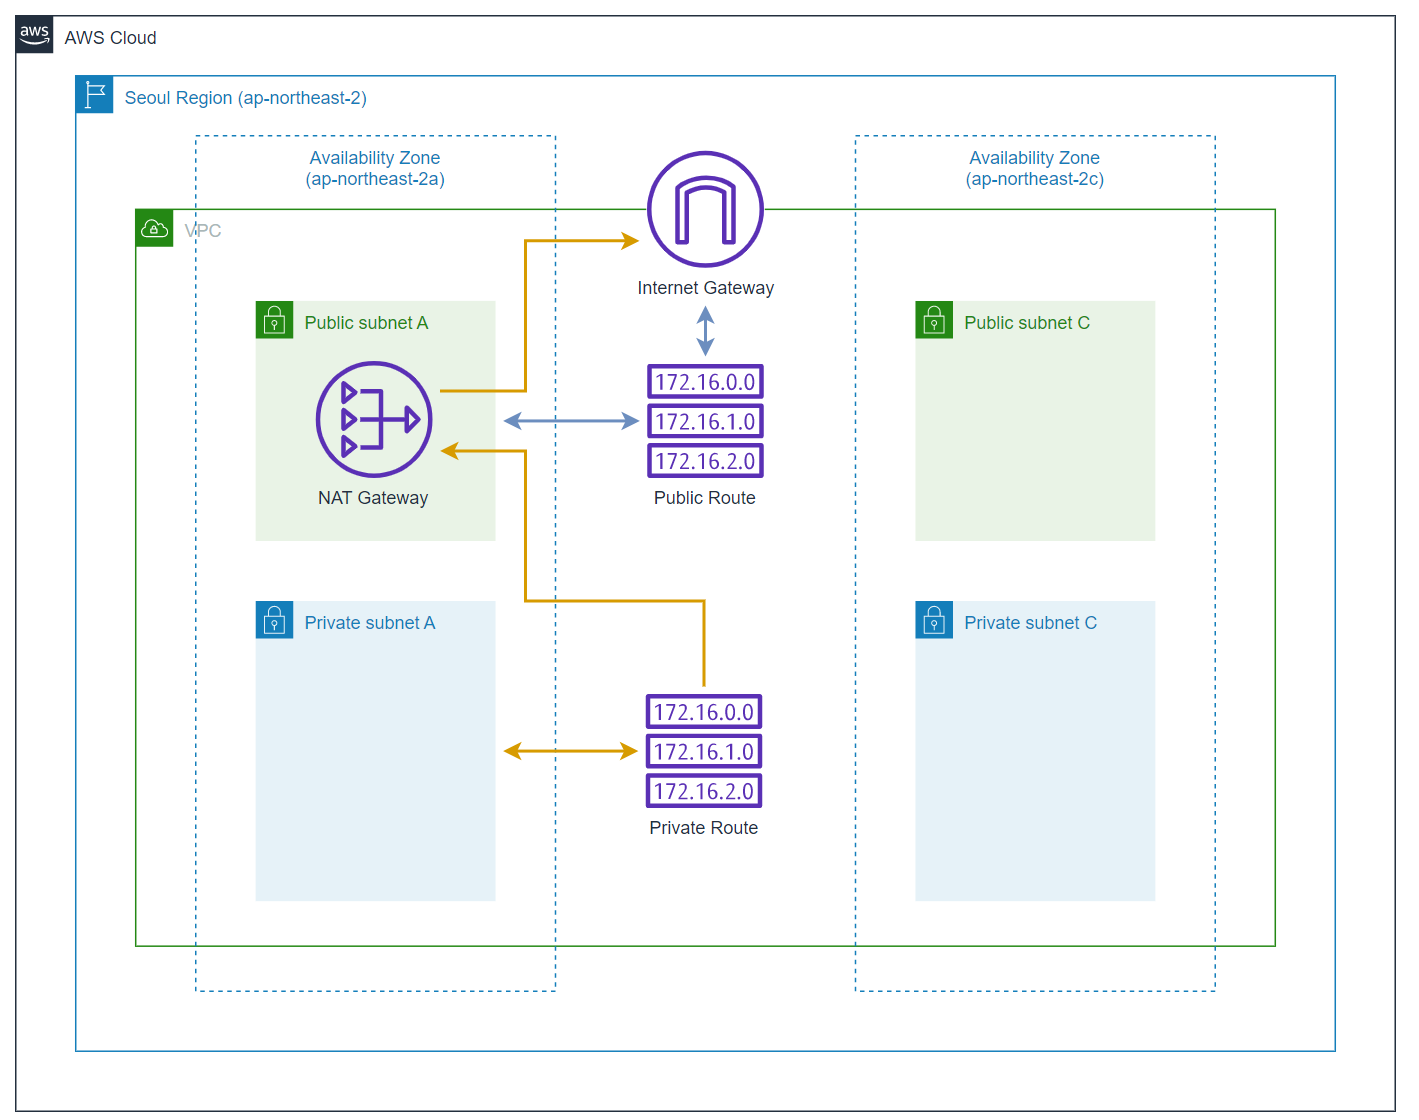 aws
AWS Cloud
Seoul Region (ap-northeast-2)
Availability Zone
(ap-northeast-2a)
Availability Zone
(ap-northeast-2c)
VPC
Internet Gateway
Public subnet A
Public subnet C
172.16.0.0
172.16.1.0
172.16.2.0
NAT Gateway
Public Route
Private subnet A
Private subnet C
172.16.0.0
172.16.1.0
172.16.2.0
Private Route